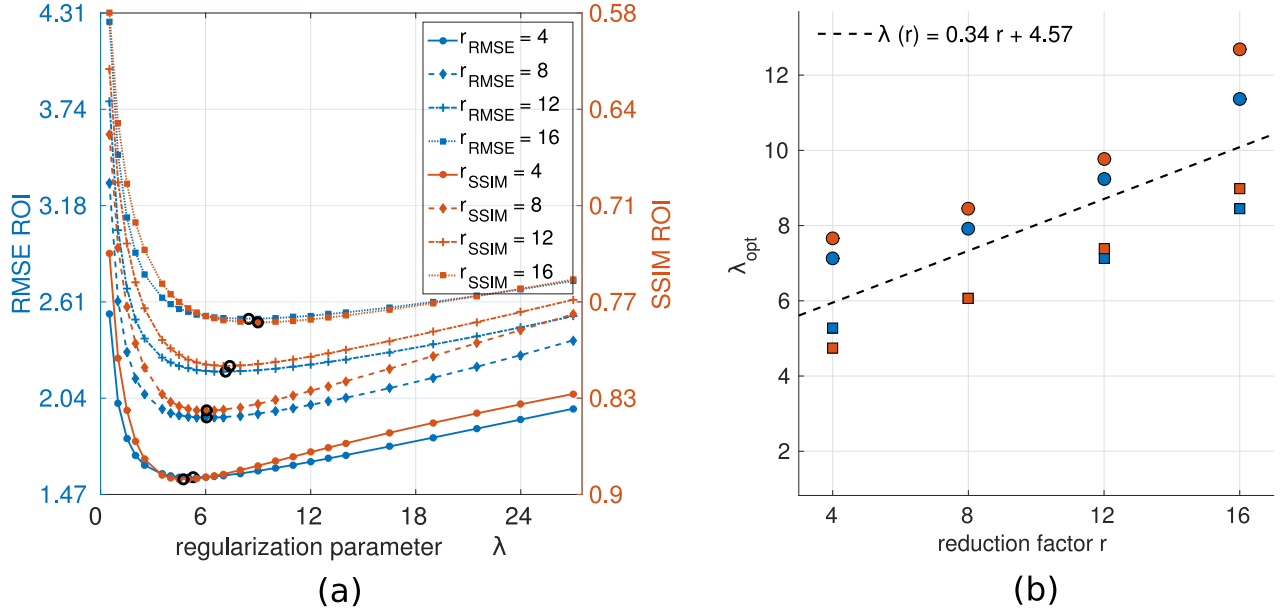 4.31
3.74
3.18
2.61
2.04
1.47
RMSE ROI
0.58
0.64
0.71
0.77
0.83
0.9
SSIM ROI
r_RMSE = 4
r_RMSE = 8
r_RMSE = 12
r_RMSE = 16
r_SSIM = 4
r_SSIM = 8
r_SSIM = 12
r_SSIM = 16
0 6 12 18 24
regularization parameter λ
(a)
λ (r) = 0.34 r + 4.57
12
10
8
6
4
2
λopt
4 8 12 16
reduction factor r
(b)